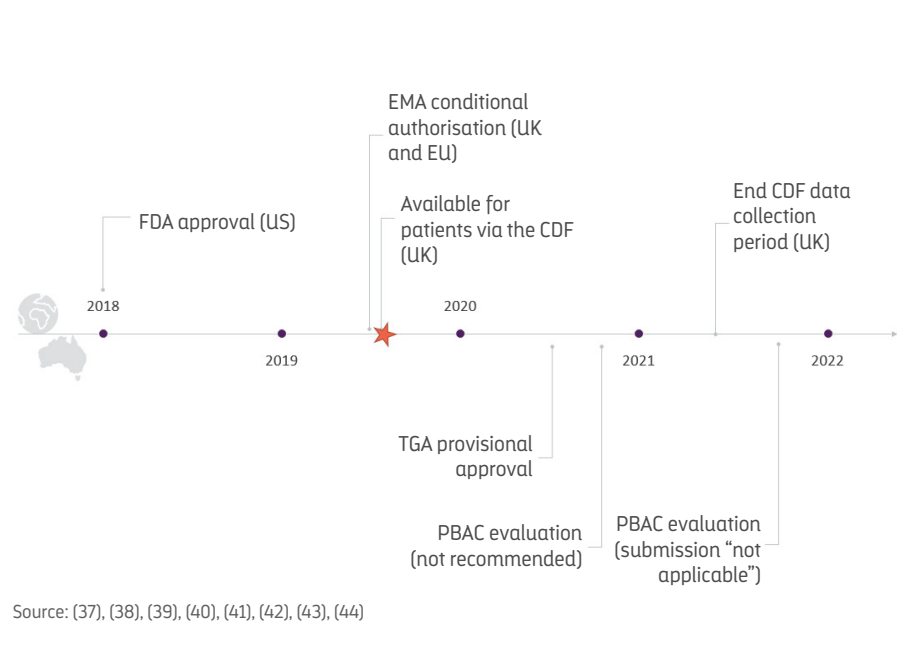 EMA conditional
authorisation (UK
and EU)
FDA approval (US)
Available for
patients via the CDF
(UK)
End CDF data
collection
period (UK)
2018
2020
2019
2021
2022
TGA provisional
approval
PBAC evaluation
(not recommended)
PBAC evaluation
(submission “not
applicable”)
Source: (37), (38), (39), (40), (41), (42), (43), (44)